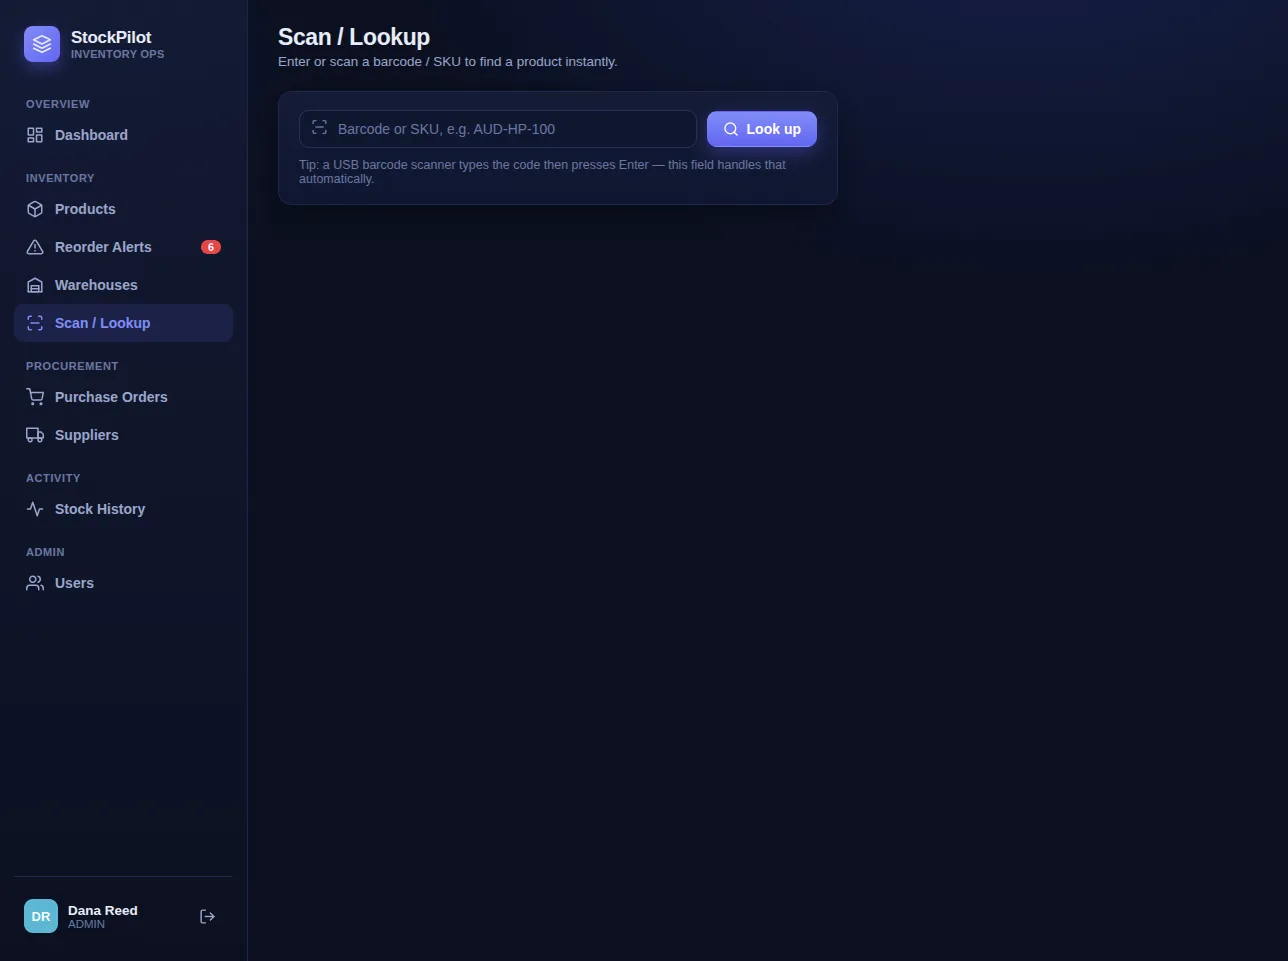 StockPilot
INVENTORY OPS
OVERVIEW
Dashboard
INVENTORY
Products
Reorder Alerts 6
Warehouses
Scan / Lookup
PROCUREMENT
Purchase Orders
Suppliers
ACTIVITY
Stock History
ADMIN
Users
DR
Dana Reed
ADMIN
Scan / Lookup
Enter or scan a barcode / SKU to find a product instantly.
Barcode or SKU, e.g. AUD-HP-100
Look up
Tip: a USB barcode scanner types the code then presses Enter — this field handles that
automatically.